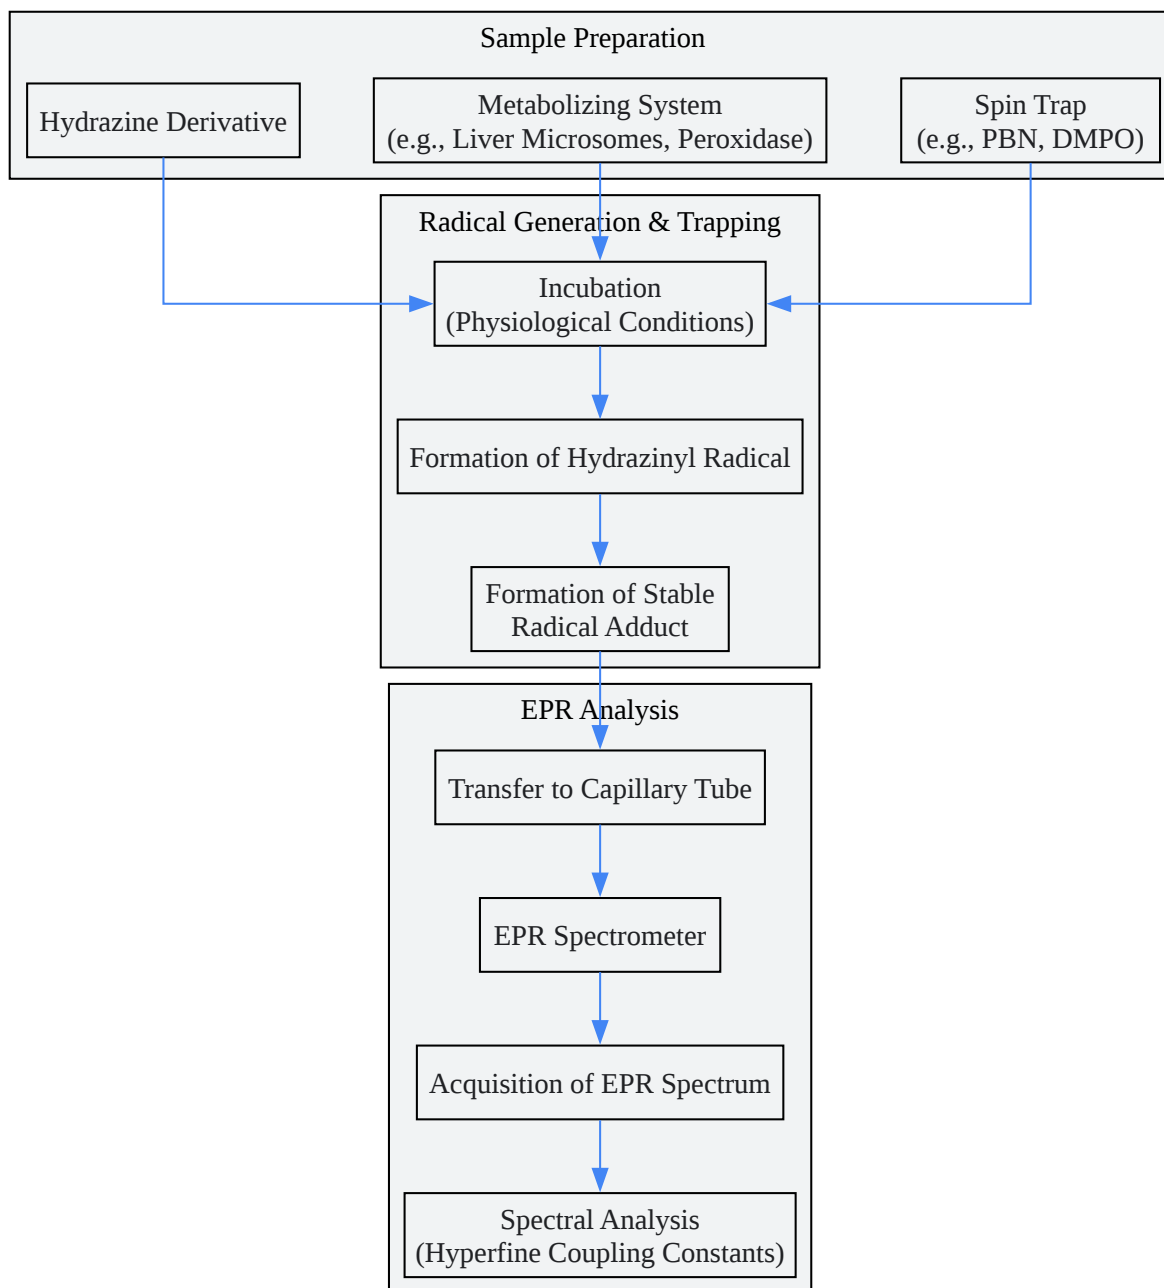 Sample Preparation
Hydrazine Derivative
Metabolizing System
(e.g., Liver Microsomes, Peroxidase)
Spin Trap
(e.g., PBN, DMPO)
Radical Generation & Trapping
Incubation
(Physiological Conditions)
Formation of Hydrazinyl Radical
Formation of Stable
Radical Adduct
EPR Analysis
Transfer to Capillary Tube
EPR Spectrometer
Acquisition of EPR Spectrum
Spectral Analysis
(Hyperfine Coupling Constants)